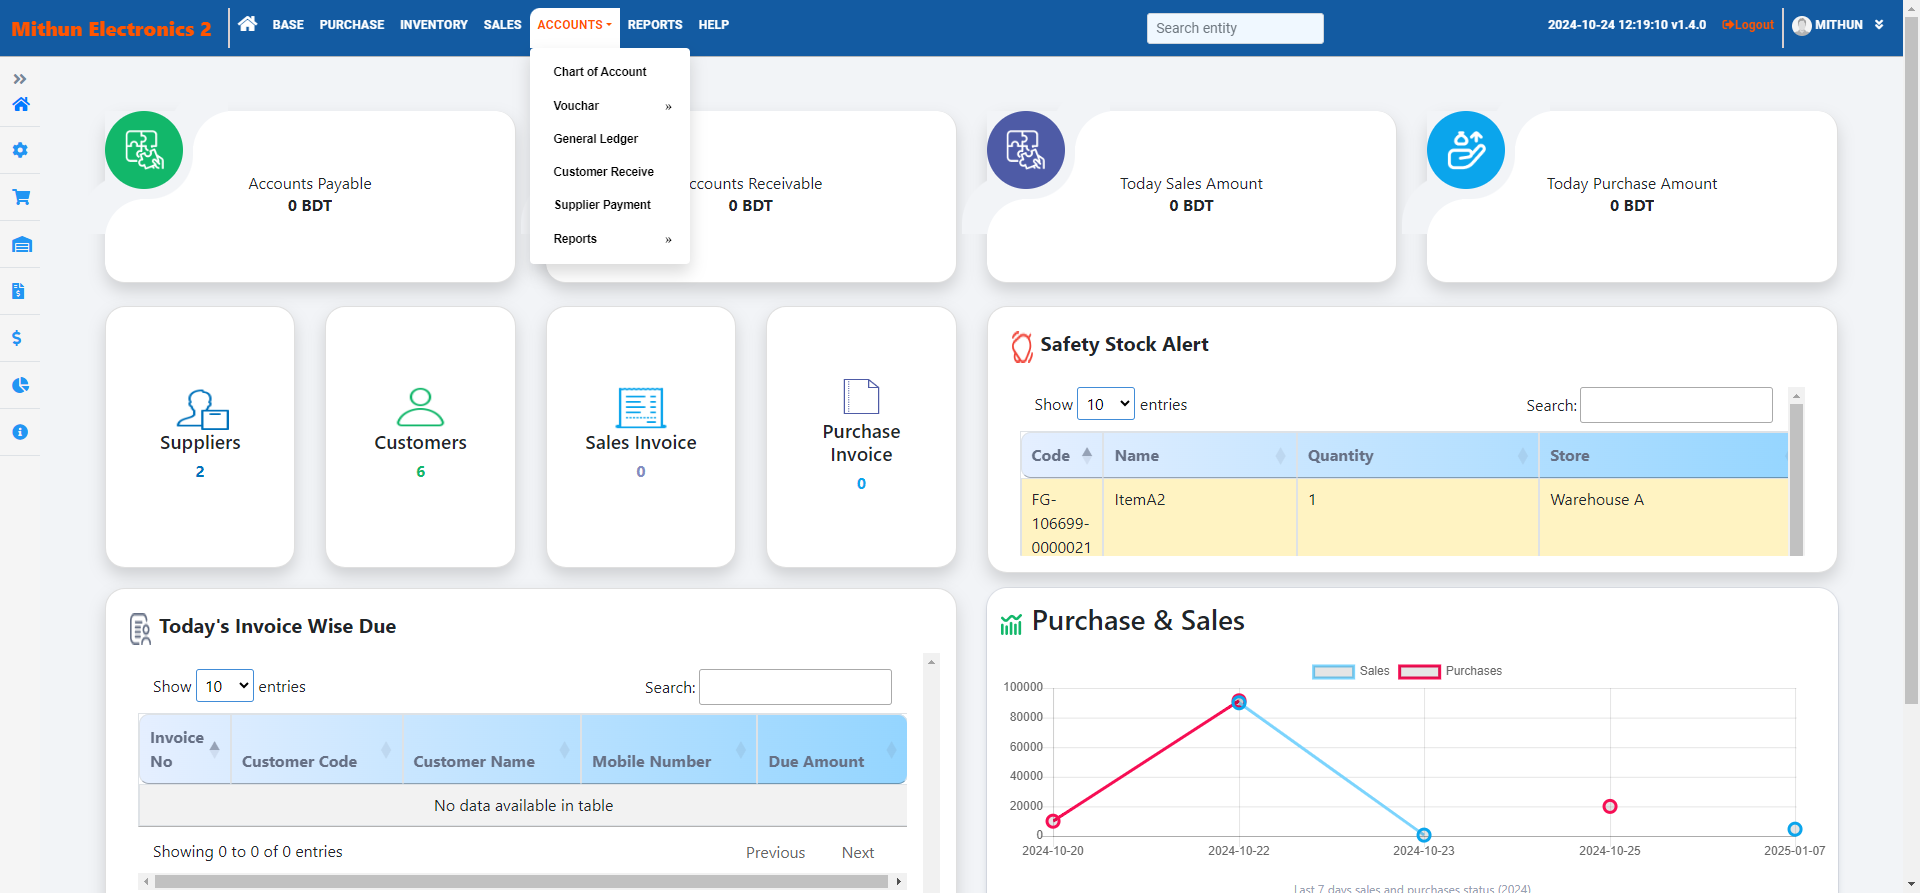 Mithun Electronics 2
BASE PURCHASE INVENTORY SALES ACCOUNTS REPORTS HELP
Search entity
2024-10-24 12:19:10 v1.4.0 Logout MITHUN
Chart of Account
Vouchar »
General Ledger
Customer Receive
Supplier Payment
Reports »
Accounts Payable
0 BDT
ccounts Receivable
0 BDT
Today Sales Amount
0 BDT
Today Purchase Amount
0 BDT
Suppliers
2
Customers
6
Sales Invoice
0
Purchase
Invoice
0
Safety Stock Alert
Show 10 entries
Search:
Code Name Quantity Store
FG-
106699-
0000021
ItemA2 1 Warehouse A
Today's Invoice Wise Due
Show 10 entries
Search:
Invoice
No
Customer Code Customer Name Mobile Number Due Amount
No data available in table
Showing 0 to 0 of 0 entries
Previous Next
Purchase & Sales
Sales Purchases
100000
80000
60000
40000
20000
0
2024-10-20 2024-10-22 2024-10-23 2024-10-25 2025-01-07
Last 7 days sales and purchases status (2024)